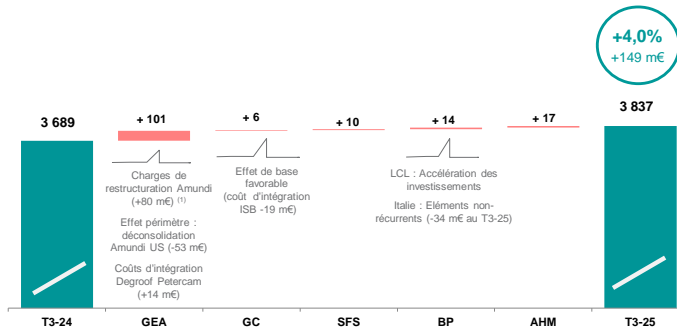 +4,0%
+149 m€
3 689
+ 101
+ 6
+ 10
+ 14
+ 17
3 837
Charges de
restructuration Amundi
(+80 m€) (1)
Effet périmètre :
déconsolidation
Amundi US (-53 m€)
Coûts d'intégration
Degroof Petercam
(+14 m€)
Effet de base
favorable
(coût d'intégration
ISB -19 m€)
LCL : Accélération des
investissements
Italie : Eléments non-
récurrents (-34 m€ au T3-25)
T3-24
GEA
GC
SFS
BP
AHM
T3-25